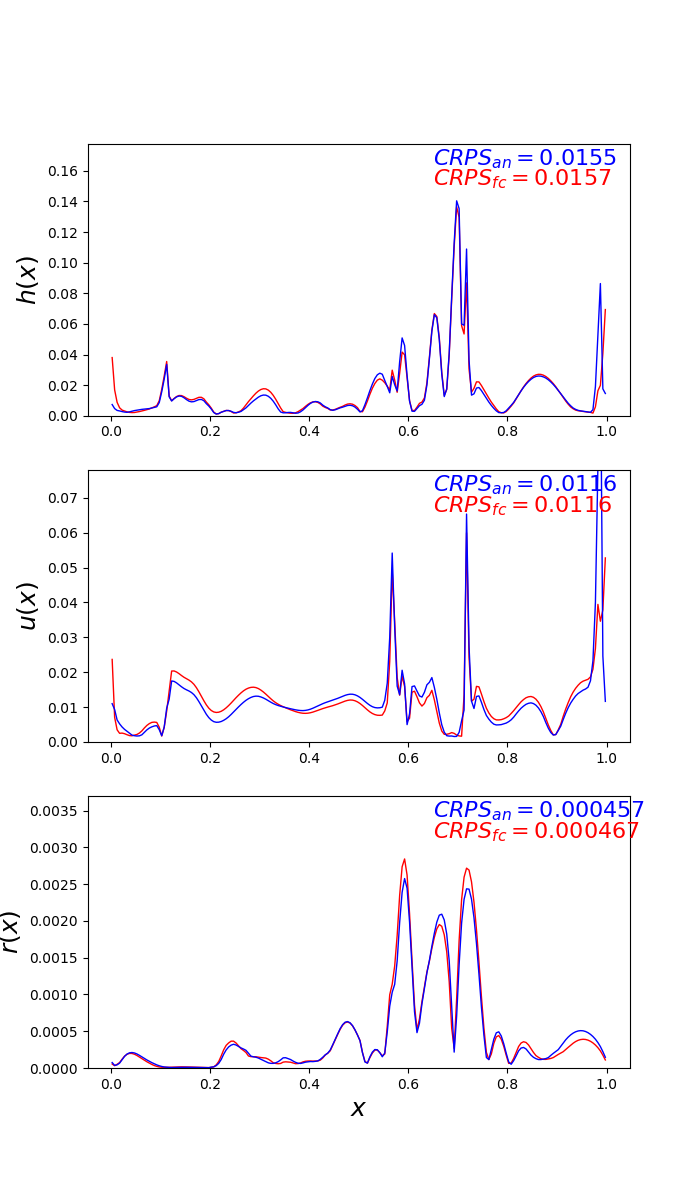 CRPS_an = 0.0155
CRPS_fc = 0.0157
0.16
0.14
0.12
0.10
0.08
0.06
0.04
0.02
0.00
h(x)
0.0 0.2 0.4 0.6 0.8 1.0
CRPS_an = 0.0116
CRPS_fc = 0.0116
0.07
0.06
0.05
0.04
0.03
0.02
0.01
0.00
u(x)
0.0 0.2 0.4 0.6 0.8 1.0
CRPS_an = 0.000457
CRPS_fc = 0.000467
0.0035
0.0030
0.0025
0.0020
0.0015
0.0010
0.0005
0.0000
r(x)
0.0 0.2 0.4 0.6 0.8 1.0
x